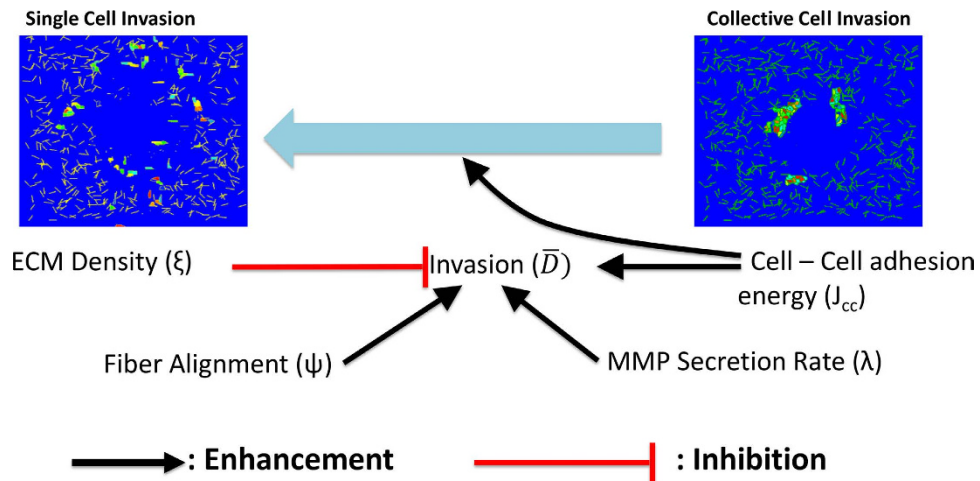 Single Cell Invasion
Collective Cell Invasion
ECM Density (ξ)
Invasion (D̅)
Cell – Cell adhesion
energy (Jcc)
Fiber Alignment (ψ)
MMP Secretion Rate (λ)
: Enhancement
: Inhibition